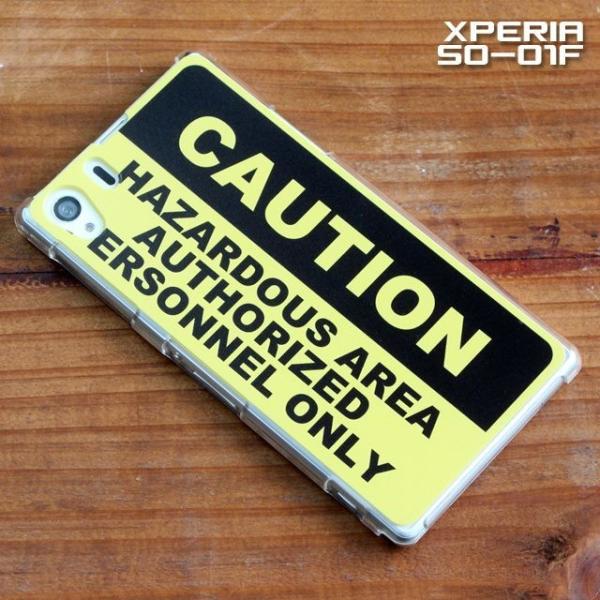 XPERIA
SO-01F
CAUTION
HAZARDOUS AREA
AUTHORIZED
ERSONNEL ONLY